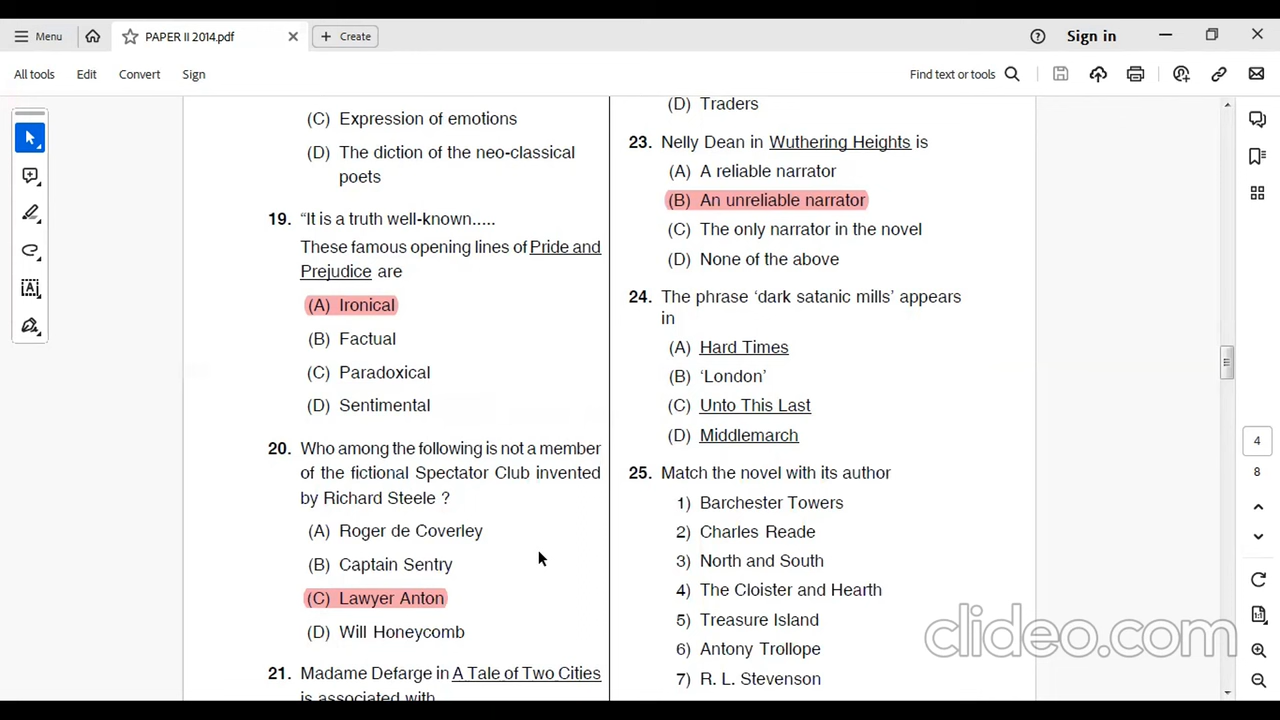 Menu
PAPER II 2014.pdf
Create
Sign in
All tools
Edit
Convert
Sign
Find text or tools
(C) Expression of emotions
(D) The diction of the neo-classical
poets
19. “It is a truth well-known.....
These famous opening lines of Pride and
Prejudice are
(A) Ironical
(B) Factual
(C) Paradoxical
(D) Sentimental
20. Who among the following is not a member
of the fictional Spectator Club invented
by Richard Steele ?
(A) Roger de Coverley
(B) Captain Sentry
(C) Lawyer Anton
(D) Will Honeycomb
21. Madame Defarge in A Tale of Two Cities
is associated with
(D) Traders
23. Nelly Dean in Wuthering Heights is
(A) A reliable narrator
(B) An unreliable narrator
(C) The only narrator in the novel
(D) None of the above
24. The phrase ‘dark satanic mills’ appears
in
(A) Hard Times
(B) ‘London’
(C) Unto This Last
(D) Middlemarch
25. Match the novel with its author
1) Barchester Towers
2) Charles Reade
3) North and South
4) The Cloister and Hearth
5) Treasure Island
6) Antony Trollope
7) R. L. Stevenson
4
8
clideo.com